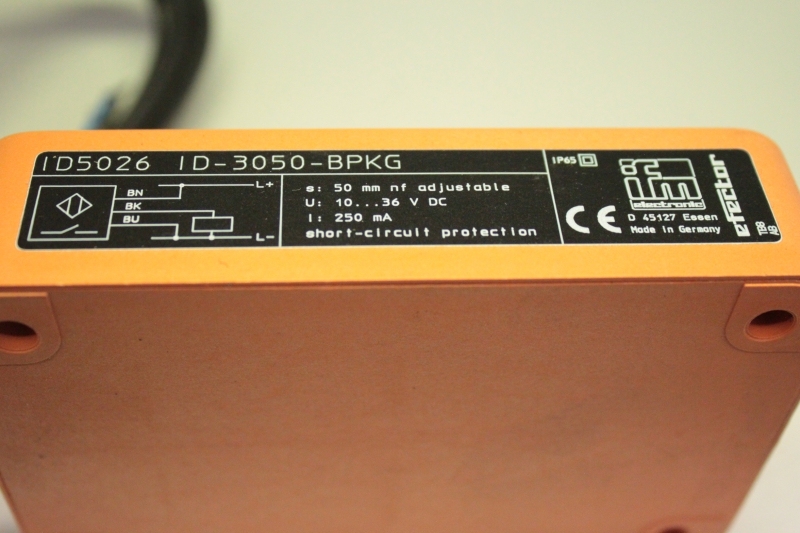 ID5026 ID-3050-BPKG
BN
BK
BU
L+
L-
s: 50 mm nf adjustable
U: 10...36 V DC
I: 250 mA
short-circuit protection
IP65
CE
ifm
electronic
D 45127 Essen
Made in Germany
efector